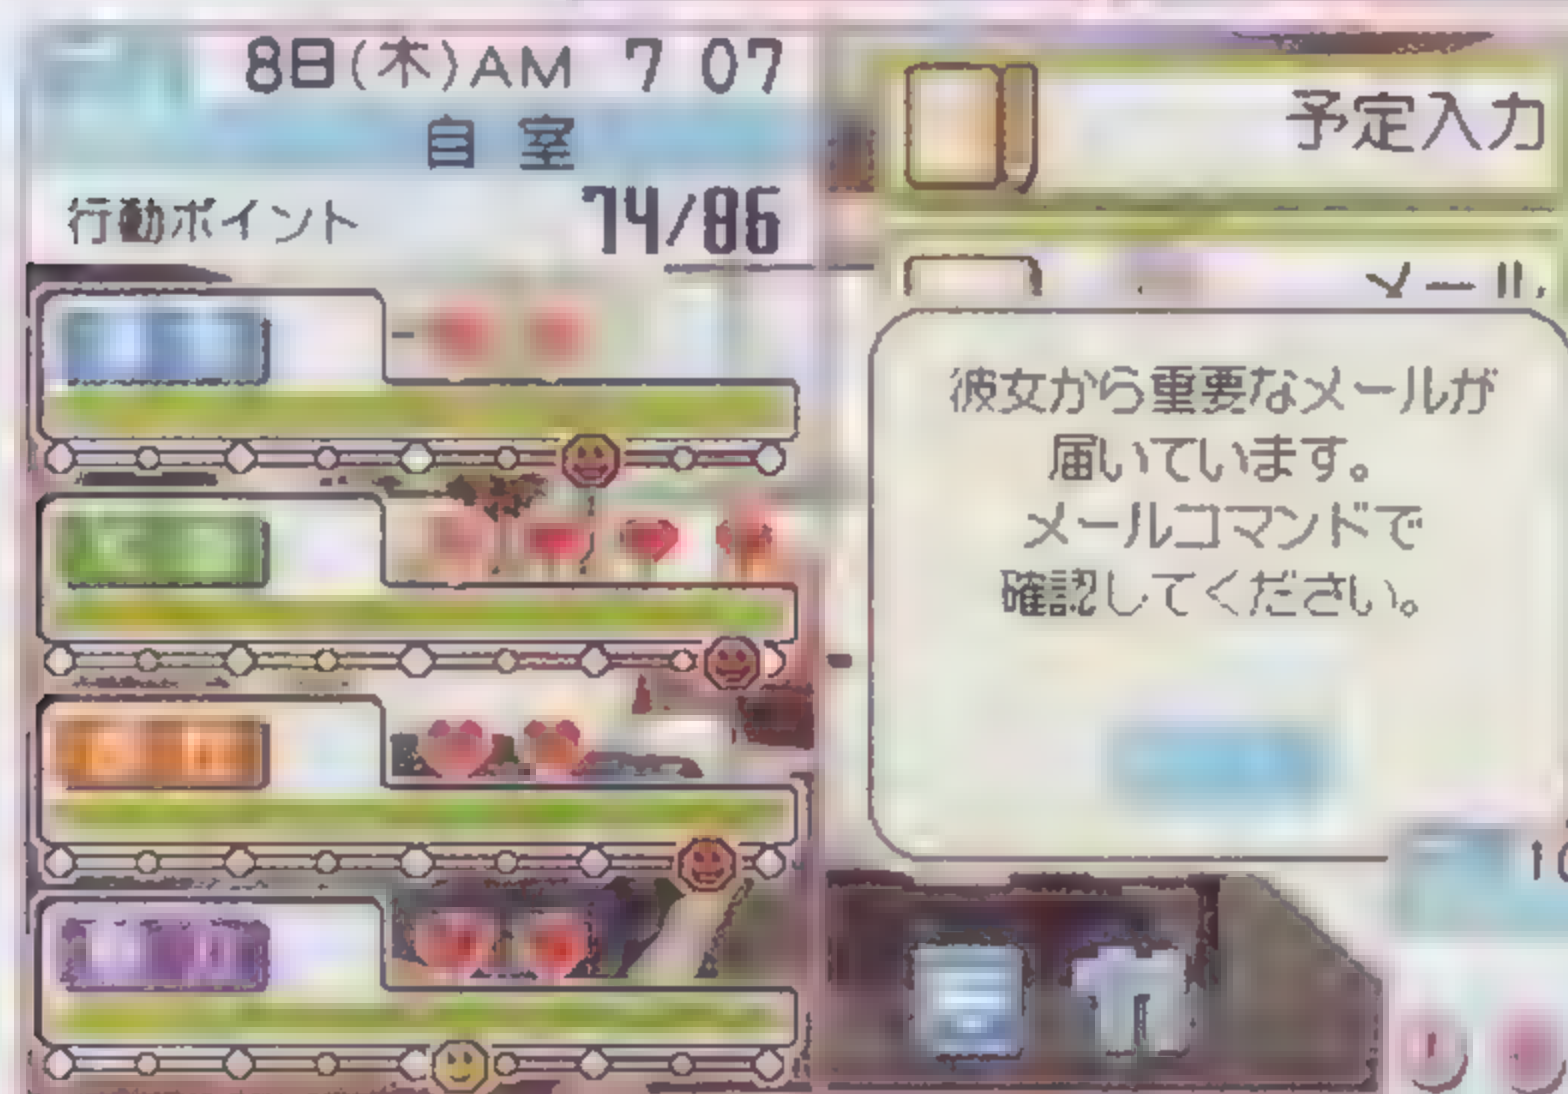 8日(木)AM 7 07
自室
行動ポイント 74/86
予定入力
メール
彼女から重要なメールが
届いています。
メールコマンドで
確認してください。